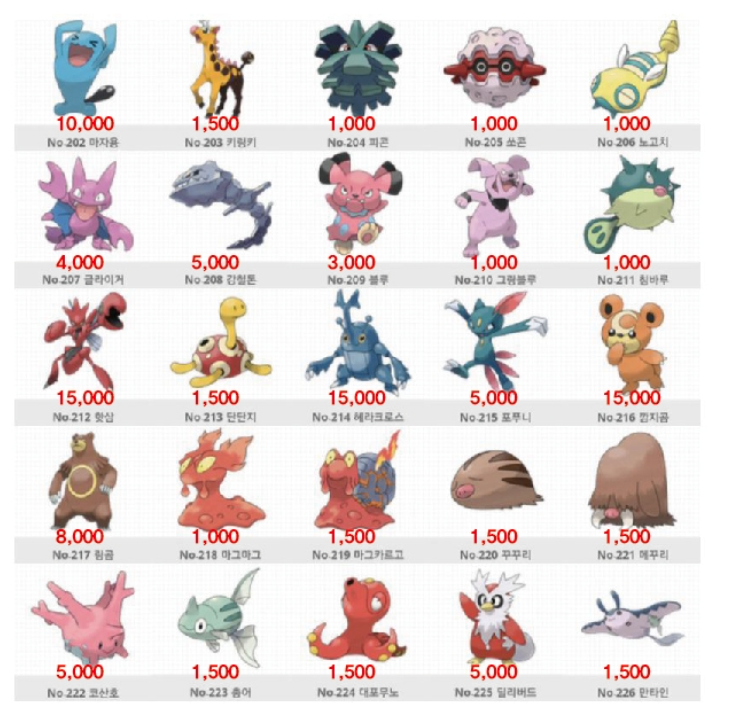 10,000 1,500 1,000 1,000 1,000
No.202 마자용 No.203 키링키 No.204 피콘 No.205 쏘콘 No.206 노고치
4,000 5,000 3,000 1,000 1,000
No.207 글라이거 No.208 강철톤 No.209 블루 No.210 그랑블루 No.211 침바루
15,000 1,500 15,000 5,000 15,000
No.212 핫삼 No.213 단단지 No.214 헤라크로스 No.215 포푸니 No.216 깜지곰
8,000 1,000 1,500 1,500 1,500
No.217 링곰 No.218 마그마그 No.219 마그카르고 No.220 꾸꾸리 No.221 메꾸리
5,000 1,500 1,500 5,000 1,500
No.222 코산호 No.223 총어 No.224 대포무노 No.225 딜리버드 No.226 만타인